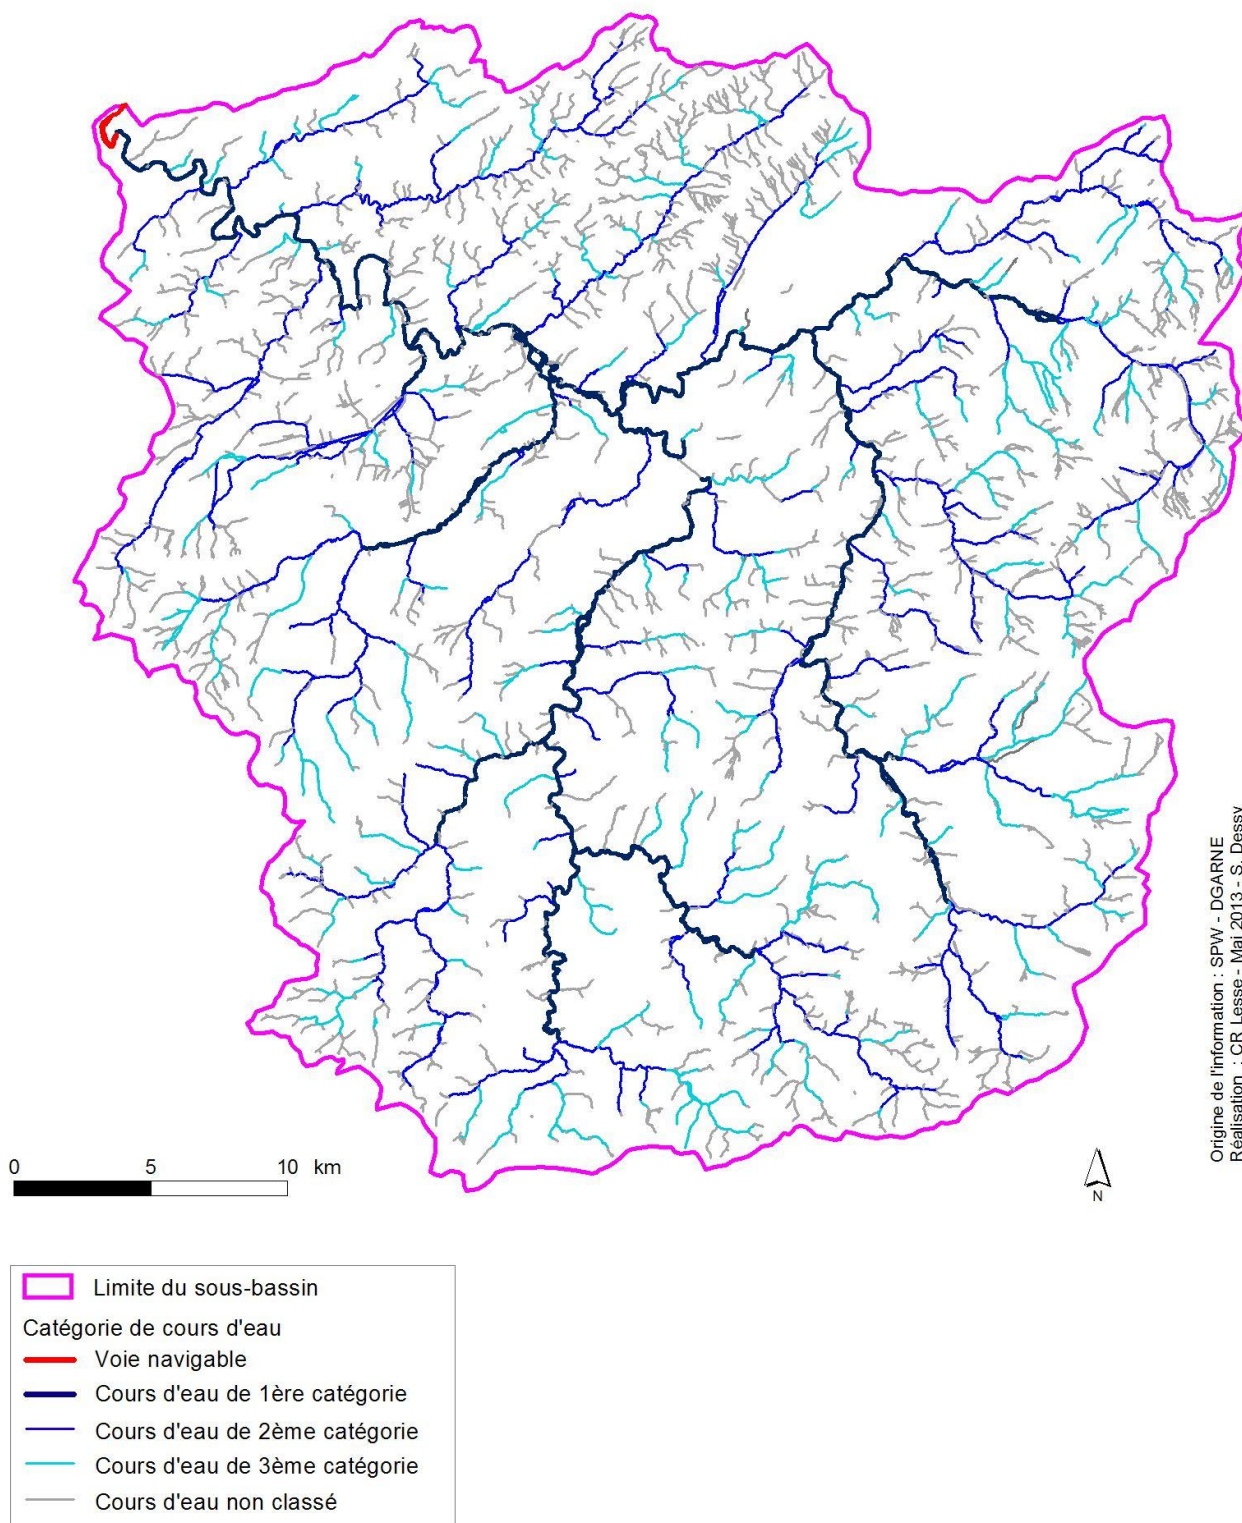 Origine de l'information : SPW - DGARNE
Réalisation : CR Lesse - Mai 2013 - S. Dessy
0 5 10 km
N
Limite du sous-bassin
Catégorie de cours d'eau
Voie navigable
Cours d'eau de 1ère catégorie
Cours d'eau de 2ème catégorie
Cours d'eau de 3ème catégorie
Cours d'eau non classé